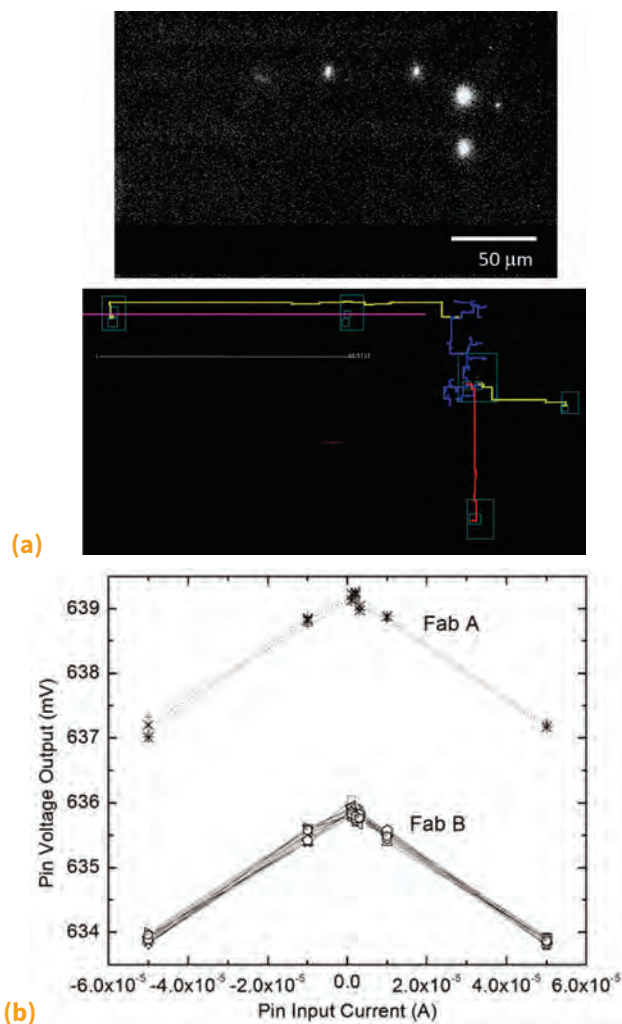 50 µm
(a)
639
638
637
636
635
634
Pin Voltage Output (mV)
Fab A
Fab B
-6.0x10⁻⁵ -2.0x10⁻⁵ 0.0 2.0x10⁻⁵ 6.0x10⁻⁵
-4.0x10⁻⁵ 4.0x10⁻⁵
Pin Input Current (A)
(b)